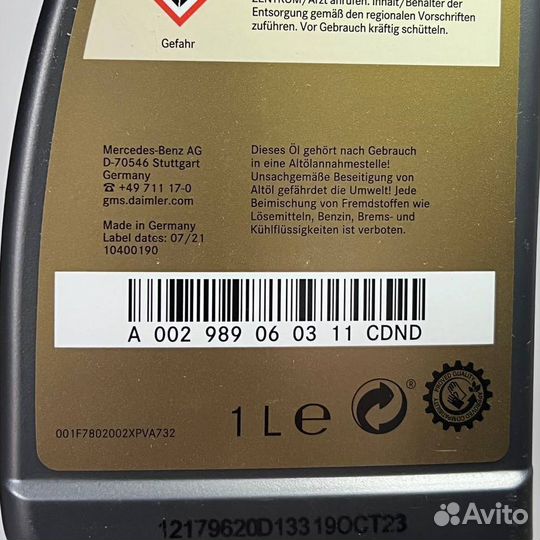 ZENTRUM/Arzt anrufen. Inhalt/Behälter der
Entsorgung gemäß den regionalen Vorschriften
zuführen. Vor Gebrauch kräftig schütteln.
Gefahr
Mercedes-Benz AG
D-70546 Stuttgart
Germany
☎ +49 711 17-0
gms.daimler.com
Made in Germany
Label dates: 07/21
10400190
Dieses Öl gehört nach Gebrauch
in eine Altölannahmestelle!
Unsachgemäße Beseitigung von
Altöl gefährdet die Umwelt! Jede
Beimischung von Fremdstoffen wie
Lösemitteln, Benzin, Brems- und
Kühlflüssigkeiten ist verboten.
A 002 989 06 03 11 CDND
001F7802002XPVA732
1 L e
®
PROVED QUALITY
12179620D13319OCT23
Avito